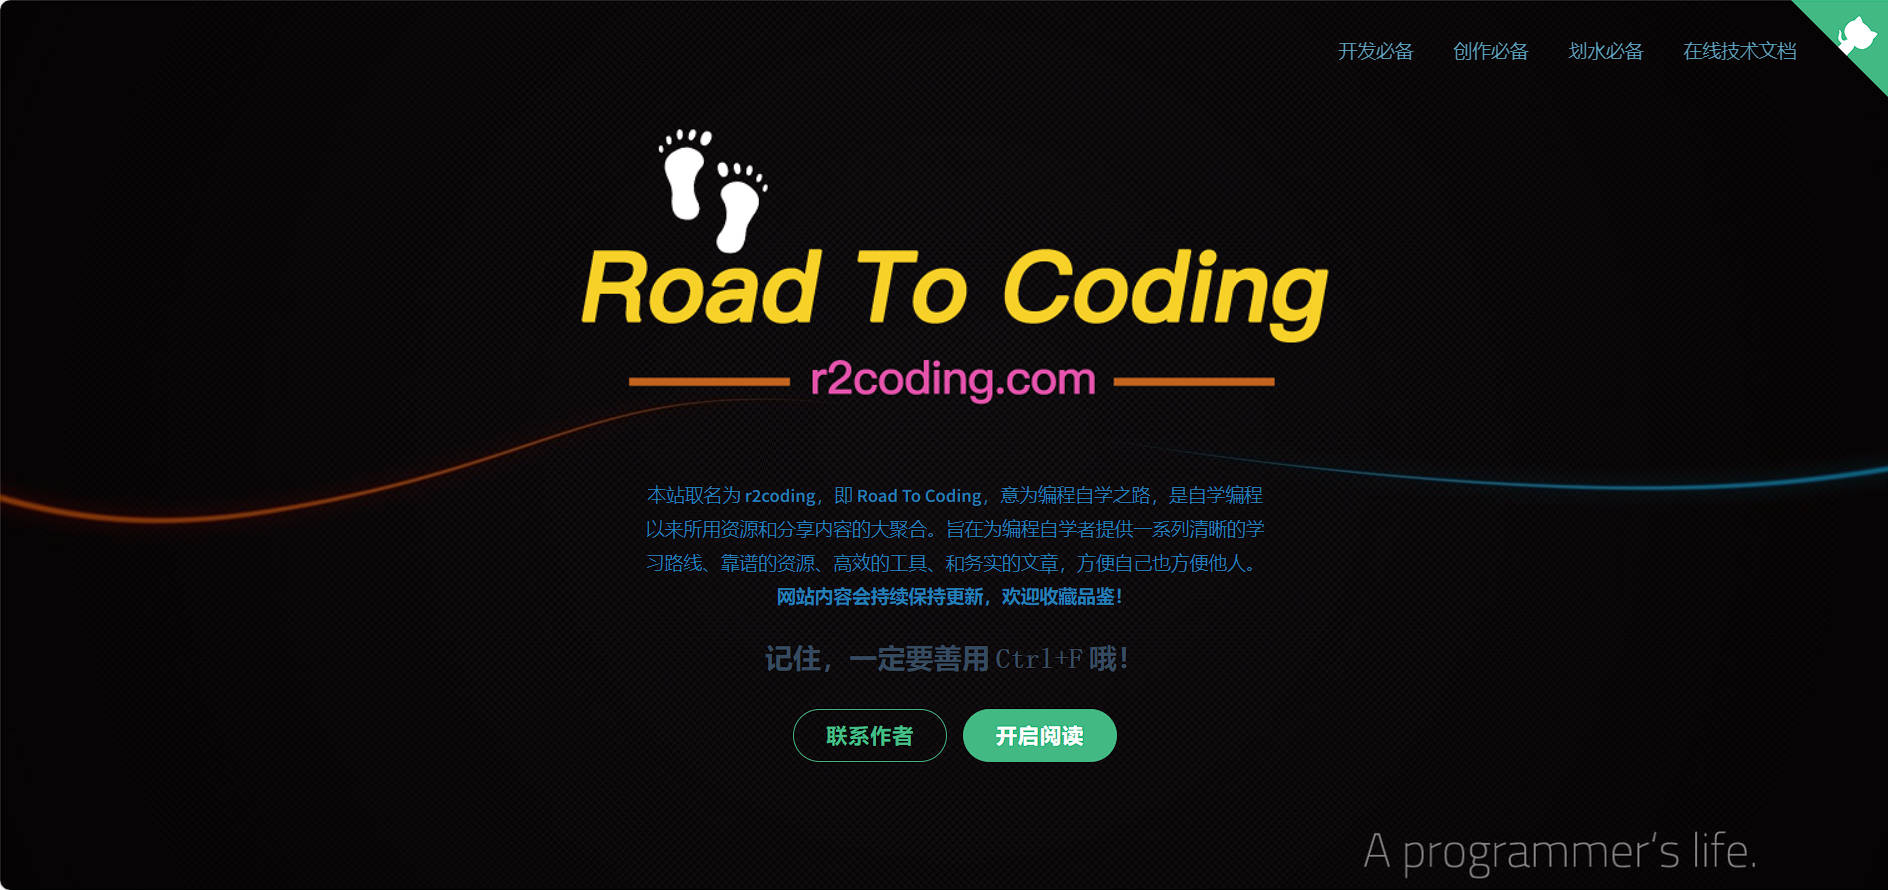 开发必备 创作必备 划水必备 在线技术文档
Road To Coding
r2coding.com
本站取名为 r2coding，即 Road To Coding，意为编程自学之路，是自学编程
以来所用资源和分享内容的大聚合。旨在为编程自学者提供一系列清晰的学
习路线、靠谱的资源、高效的工具、和务实的文章，方便自己也方便他人。
网站内容会持续保持更新，欢迎收藏品鉴！
记住，一定要善用 Ctrl+F 哦！
联系作者 开启阅读
A programmer's life.